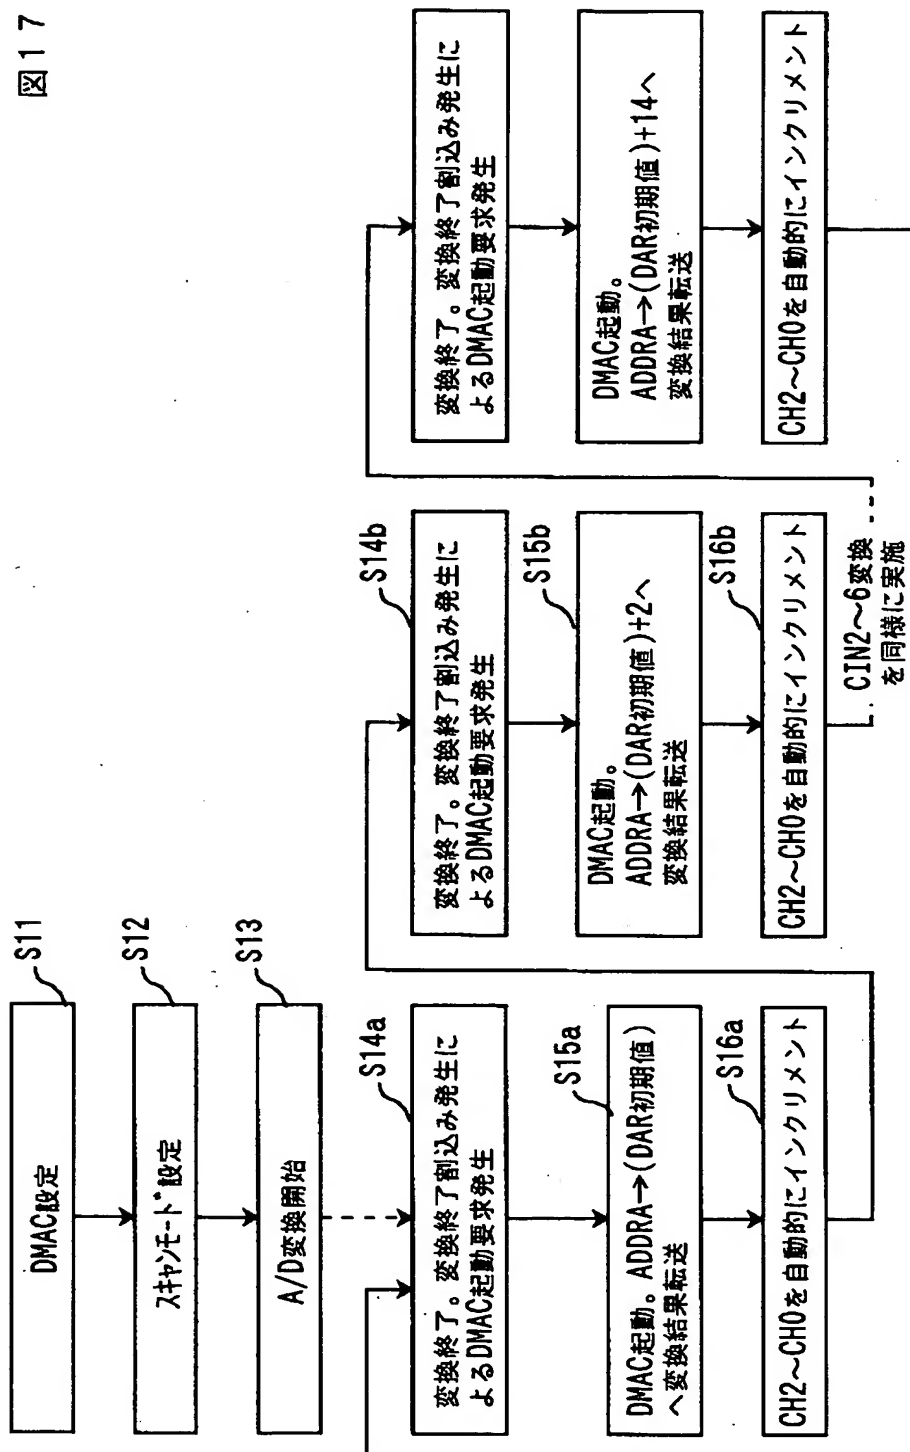 図17
DMAC設定
S11
スキャンモード設定
S12
A/D変換開始
S13
変換終了。変換終了割込み発生に
よるDMAC起動要求発生
S14a
DMAC起動。ADDRA→(DAR初期値)
へ変換結果転送
S15a
CH2~CH0を自動的にインクリメント
S16a
変換終了。変換終了割込み発生に
よるDMAC起動要求発生
S14b
DMAC起動。
ADDRA→(DAR初期値)+2へ
変換結果転送
S15b
CH2~CH0を自動的にインクリメント
S16b
CIN2~6変換
を同様に実施
変換終了。変換終了割込み発生に
よるDMAC起動要求発生
DMAC起動。
ADDRA→(DAR初期値)+14へ
変換結果転送
CH2~CH0を自動的にインクリメント